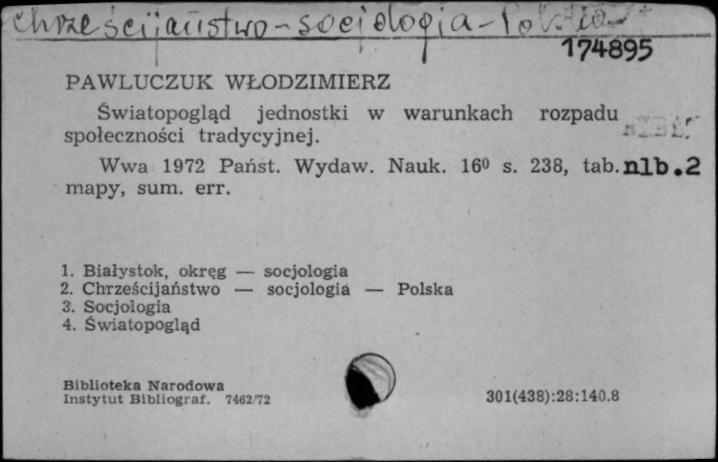 Chrześcijaństwo-socjologia-Polska
174895
PAWLUCZUK WŁODZIMIERZ
Światopogląd jednostki w warunkach rozpadu
społeczności tradycyjnej.
Wwa 1972 Państ. Wydaw. Nauk. 16⁰ s. 238, tab. nlb.2
mapy, sum. err.
1. Białystok, okręg — socjologia
2. Chrześcijaństwo — socjologia — Polska
3. Socjologia
4. Światopogląd
Biblioteka Narodowa
Instytut Bibliograf. 7462/72
301(438):28:140.8